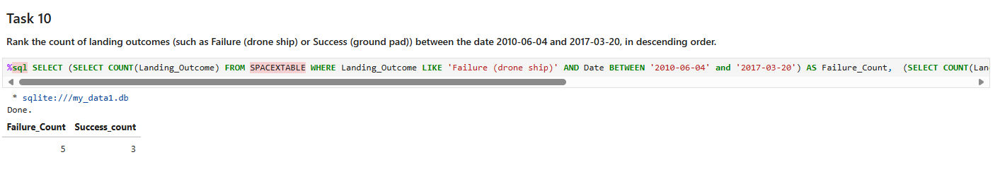 Task 10
Rank the count of landing outcomes (such as Failure (drone ship) or Success (ground pad)) between the date 2010-06-04 and 2017-03-20, in descending order.
%sql SELECT (SELECT COUNT(Landing_Outcome) FROM SPACEXTABLE WHERE Landing_Outcome LIKE 'Failure (drone ship)' AND Date BETWEEN '2010-06-04' and '2017-03-20') AS Failure_Count,  (SELECT COUNT(Lan
* sqlite:///my_data1.db
Done.
Failure_Count Success_count
5 3